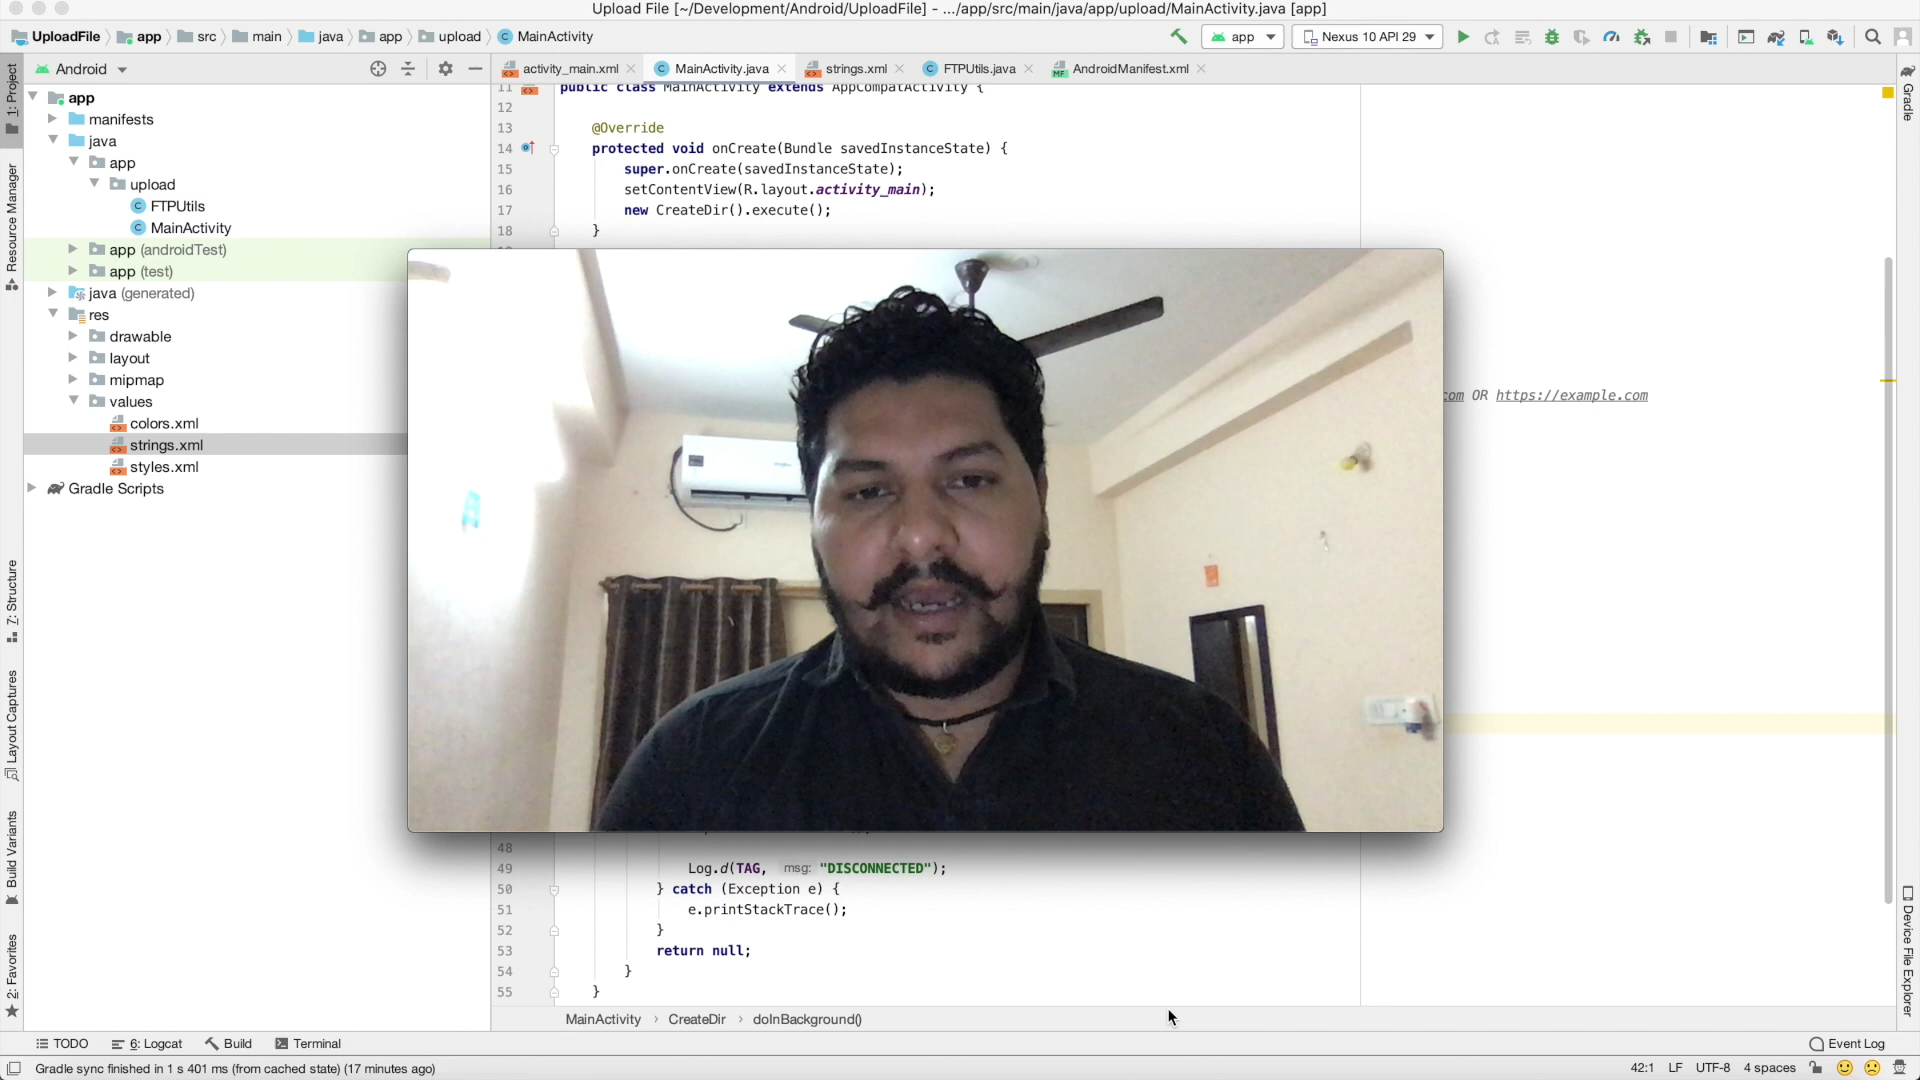 Upload File [~/Development/Android/UploadFile] - .../app/src/main/java/app/upload/MainActivity.java [app]
UploadFile app src main java app upload MainActivity app Nexus 10 API 29
Android activity_main.xml MainActivity.java strings.xml FTPUtils.java AndroidManifest.xml
1: Project
Resource Manager
7: Structure
Layout Captures
Build Variants
2: Favorites
app
manifests
java
app
upload
FTPUtils
MainActivity
app (androidTest)
app (test)
java (generated)
res
drawable
layout
mipmap
values
colors.xml
strings.xml
styles.xml
Gradle Scripts
11 public class MainActivity extends AppCompatActivity {
12
13 @Override
14 protected void onCreate(Bundle savedInstanceState) {
15 super.onCreate(savedInstanceState);
16 setContentView(R.layout.activity_main);
17 new CreateDir().execute();
18 }
com OR https://example.com
48
49 Log.d(TAG, msg: "DISCONNECTED");
50 } catch (Exception e) {
51 e.printStackTrace();
52 }
53 return null;
54 }
55 }
MainActivity › CreateDir › doInBackground()
Gradle
Device File Explorer
TODO 6: Logcat Build Terminal Event Log
Gradle sync finished in 1 s 401 ms (from cached state) (17 minutes ago) 42:1 LF UTF-8 4 spaces